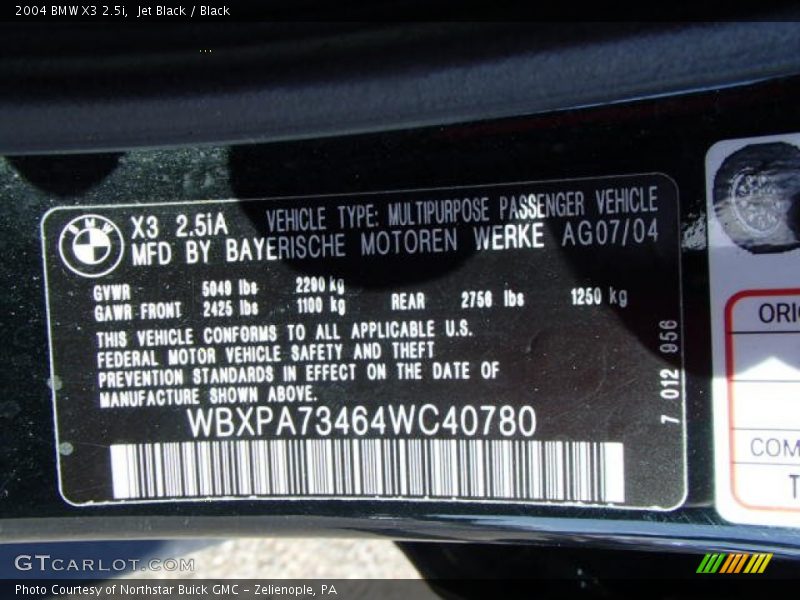 2004 BMW X3 2.5i, Jet Black / Black
BMW
X3 2.5iA VEHICLE TYPE: MULTIPURPOSE PASSENGER VEHICLE
MFD BY BAYERISCHE MOTOREN WERKE AG07/04
GVWR 5049 lbs 2290 kg
GAWR FRONT 2425 lbs 1100 kg REAR 2756 lbs 1250 kg
THIS VEHICLE CONFORMS TO ALL APPLICABLE U.S.
FEDERAL MOTOR VEHICLE SAFETY AND THEFT
PREVENTION STANDARDS IN EFFECT ON THE DATE OF
MANUFACTURE SHOWN ABOVE.
WBXPA73464WC40780
7 012 956
ORI
COM
T
GTCARLOT.COM
Photo Courtesy of Northstar Buick GMC - Zelienople, PA